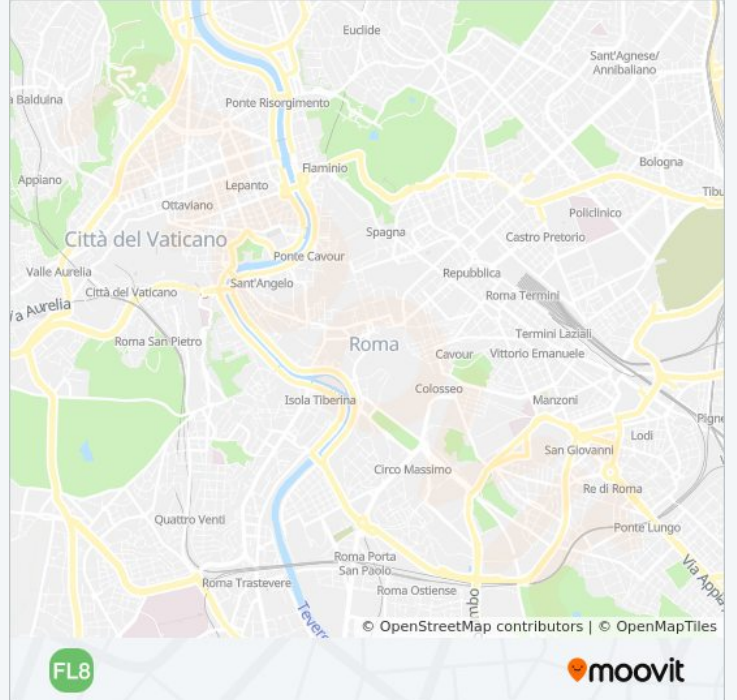 Euclide
Sant'Agnese/
Annibaliano
a Balduina
Ponte Risorgimento
Flaminio
Bologna
Appiano
Lepanto
Tibu
Ottaviano
Policlinico
Spagna
Castro Pretorio
Città del Vaticano
Ponte Cavour
Valle Aurelia
Repubblica
Sant'Angelo
Città del Vaticano
Roma Termini
a Aurelia
Termini Laziali
Roma San Pietro
Roma
Cavour
Vittorio Emanuele
Colosseo
Isola Tiberina
Manzoni
Pigne
Lodi
San Giovanni
Circo Massimo
Re di Roma
Quattro Venti
Ponte Lungo
Roma Porta
San Paolo
Roma Trastevere
Roma Ostiense
Via Appia
mbo
Tevere
© OpenStreetMap contributors | © OpenMapTiles
FL8
moovit